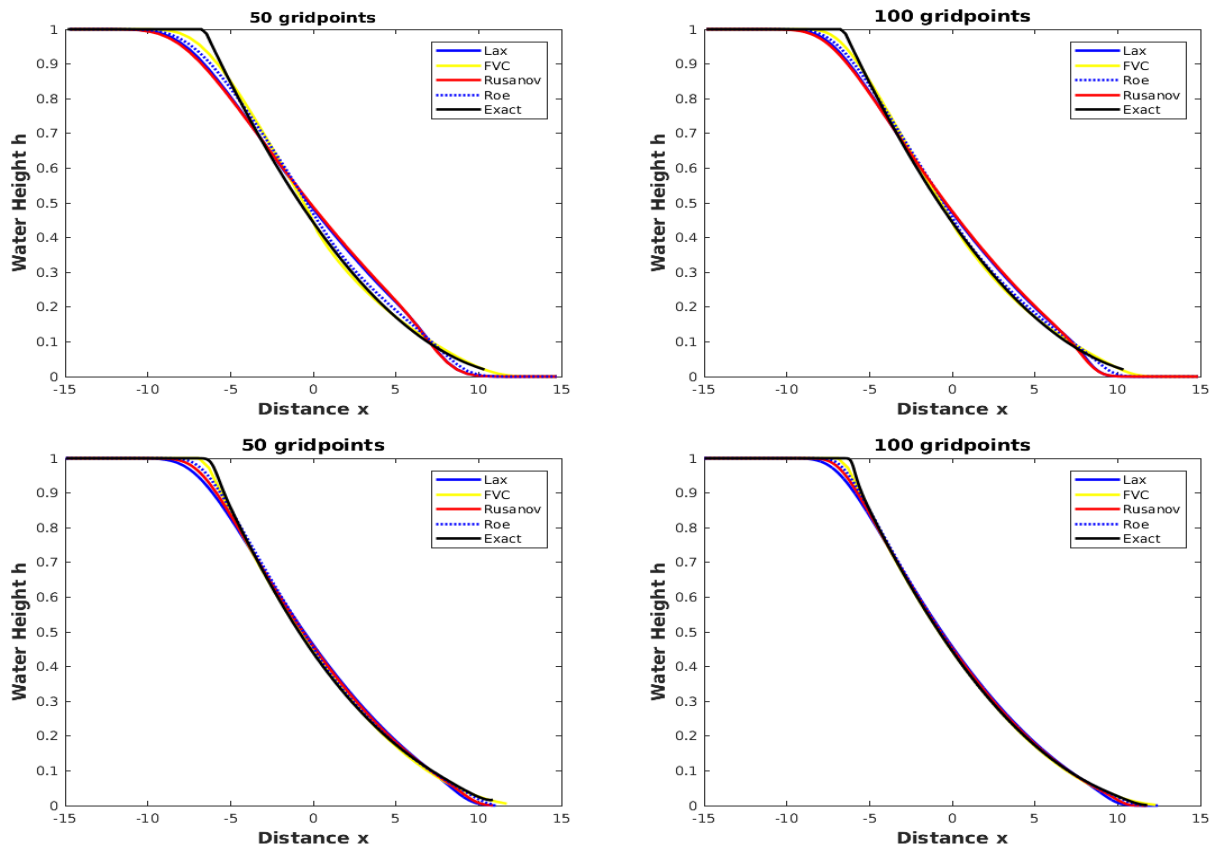 50 gridpoints
Water Height h
1
0.9
0.8
0.7
0.6
0.5
0.4
0.3
0.2
0.1
0
Lax
FVC
Rusanov
Roe
Exact
-15
-10
-5
0
5
10
15
Distance x
100 gridpoints
Water Height h
1
0.9
0.8
0.7
0.6
0.5
0.4
0.3
0.2
0.1
0
Lax
FVC
Roe
Rusanov
Exact
-15
-10
-5
0
5
10
15
Distance x
50 gridpoints
Water Height h
1
0.9
0.8
0.7
0.6
0.5
0.4
0.3
0.2
0.1
0
Lax
FVC
Rusanov
Roe
Exact
-15
-10
-5
0
5
10
15
Distance x
100 gridpoints
Water Height h
1
0.9
0.8
0.7
0.6
0.5
0.4
0.3
0.2
0.1
0
Lax
FVC
Rusanov
Roe
Exact
-15
-10
-5
0
5
10
15
Distance x